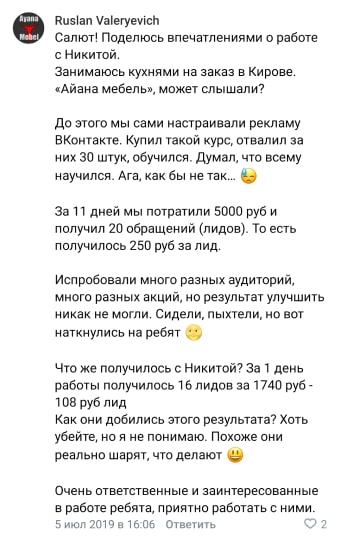 Ayana
Mebel
Ruslan Valeryevich
Салют! Поделюсь впечатлениями о работе
с Никитой.
Занимаюсь кухнями на заказ в Кирове.
«Айана мебель», может слышали?
До этого мы сами настраивали рекламу
ВКонтакте. Купил такой курс, отвалил за
них 30 штук, обучился. Думал, что всему
научился. Ага, как бы не так... 😓
За 11 дней мы потратили 5000 руб и
получил 20 обращений (лидов). То есть
получилось 250 руб за лид.
Испробовали много разных аудиторий,
много разных акций, но результат улучшить
никак не могли. Сидели, пыхтели, но вот
наткнулись на ребят 🌝
Что же получилось с Никитой? За 1 день
работы получилось 16 лидов за 1740 руб -
108 руб лид
Как они добились этого результата? Хоть
убейте, но я не понимаю. Похоже они
реально шарят, что делают 😃
Очень ответственные и заинтересованные
в работе ребята, приятно работать с ними.
5 июл 2019 в 16:06 Ответить 2